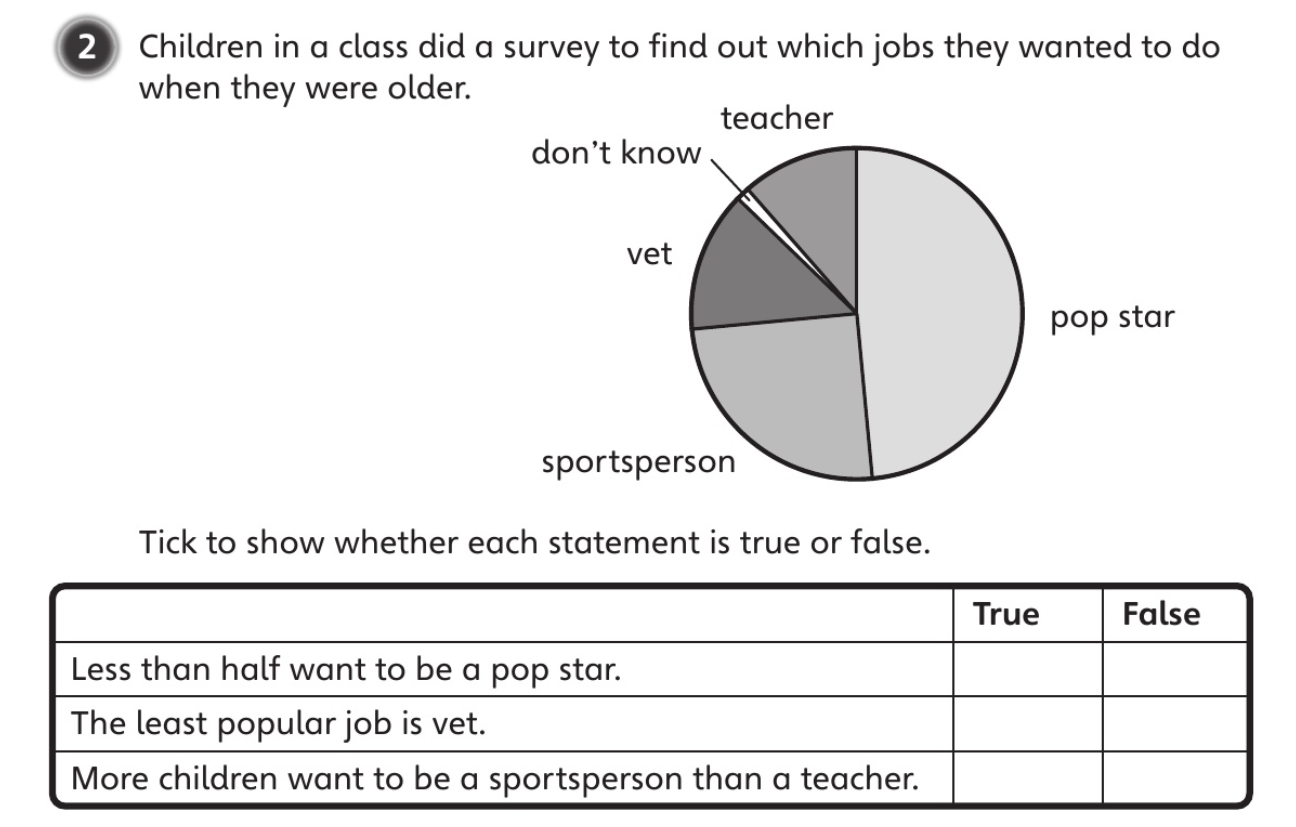 2 Children in a class did a survey to find out which jobs they wanted to do
when they were older.
teacher
don’t know
vet
pop star
sportsperson
Tick to show whether each statement is true or false.
True False
Less than half want to be a pop star.
The least popular job is vet.
More children want to be a sportsperson than a teacher.